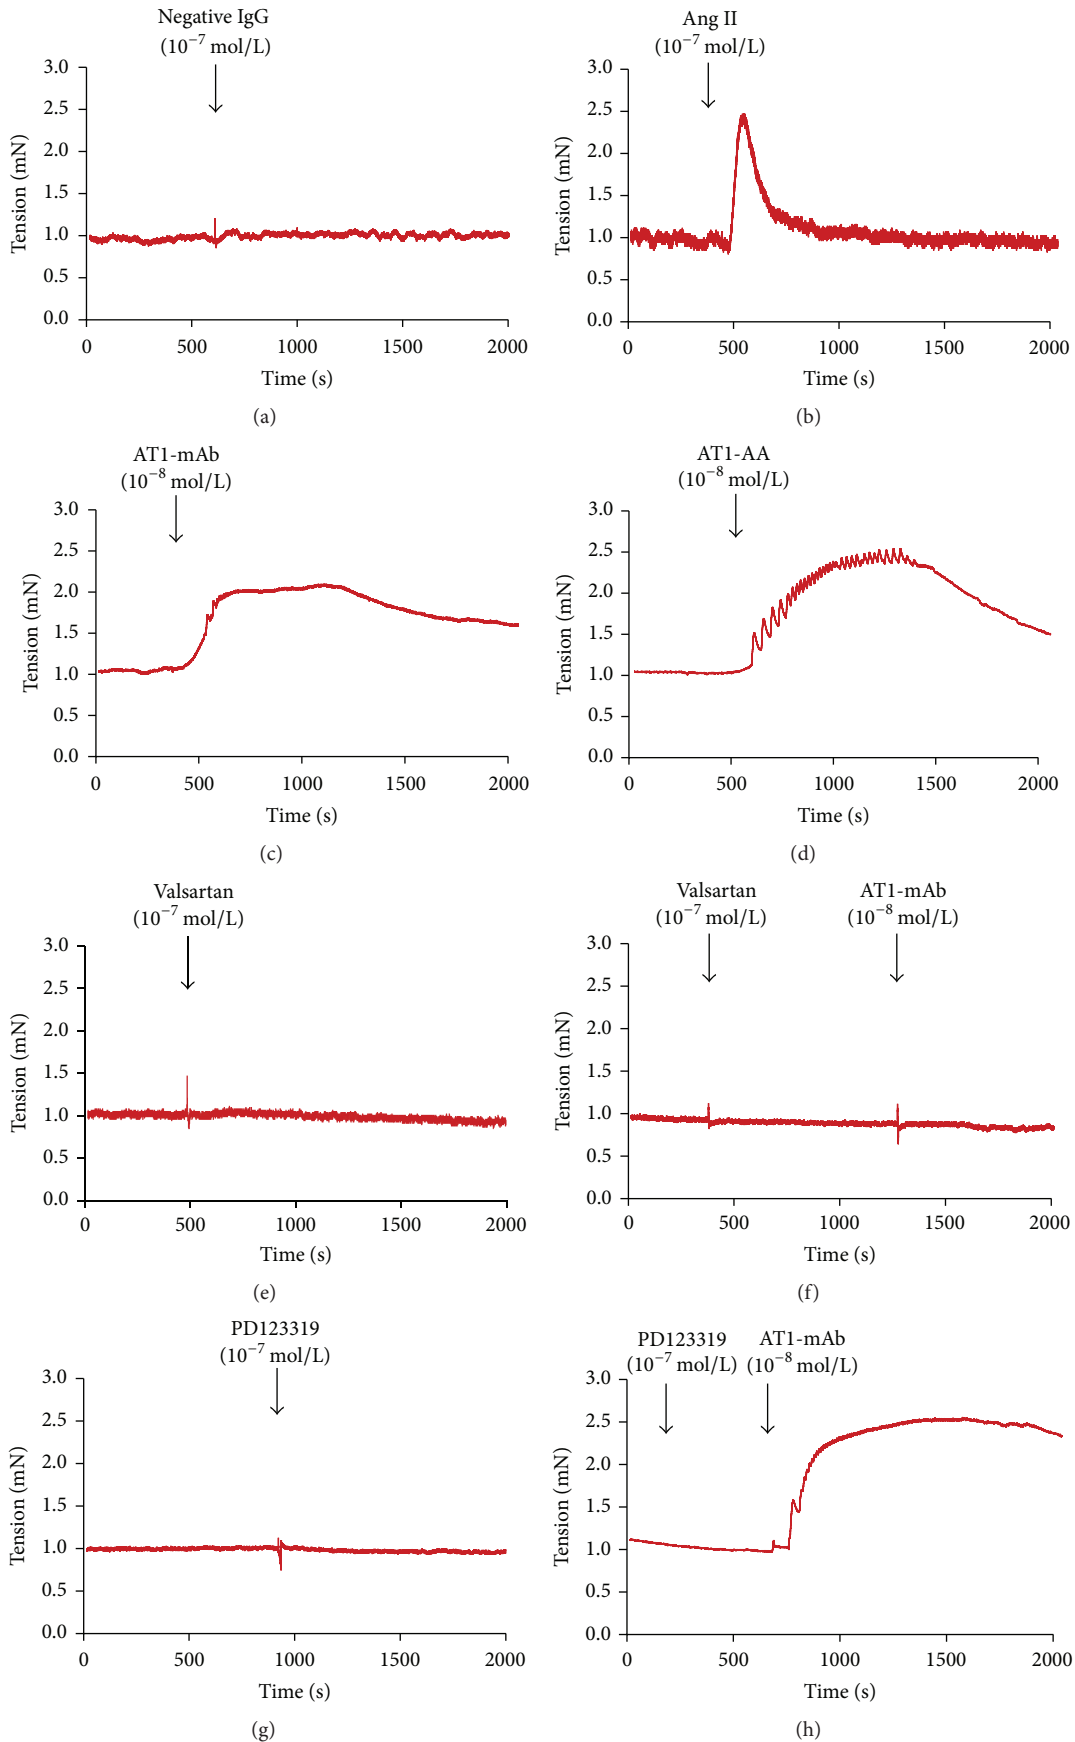 Negative IgG
(10⁻⁷ mol/L)
3.0
2.5
2.0
1.5
1.0
0.5
0.0
Tension (mN)
0
500
1000
1500
2000
Time (s)
(a)
Ang II
(10⁻⁷ mol/L)
3.0
2.5
2.0
1.5
1.0
0.5
0.0
Tension (mN)
0
500
1000
1500
2000
Time (s)
(b)
AT1-mAb
(10⁻⁸ mol/L)
3.0
2.5
2.0
1.5
1.0
0.5
0.0
Tension (mN)
0
500
1000
1500
2000
Time (s)
(c)
AT1-AA
(10⁻⁸ mol/L)
3.0
2.5
2.0
1.5
1.0
0.5
0.0
Tension (mN)
0
500
1000
1500
2000
Time (s)
(d)
Valsartan
(10⁻⁷ mol/L)
3.0
2.5
2.0
1.5
1.0
0.5
0.0
Tension (mN)
0
500
1000
1500
2000
Time (s)
(e)
Valsartan
(10⁻⁷ mol/L)
AT1-mAb
(10⁻⁸ mol/L)
3.0
2.5
2.0
1.5
1.0
0.5
0.0
Tension (mN)
0
500
1000
1500
2000
Time (s)
(f)
PD123319
(10⁻⁷ mol/L)
3.0
2.5
2.0
1.5
1.0
0.5
0.0
Tension (mN)
0
500
1000
1500
2000
Time (s)
(g)
PD123319
(10⁻⁷ mol/L)
AT1-mAb
(10⁻⁸ mol/L)
3.0
2.5
2.0
1.5
1.0
0.5
0.0
Tension (mN)
0
500
1000
1500
2000
Time (s)
(h)